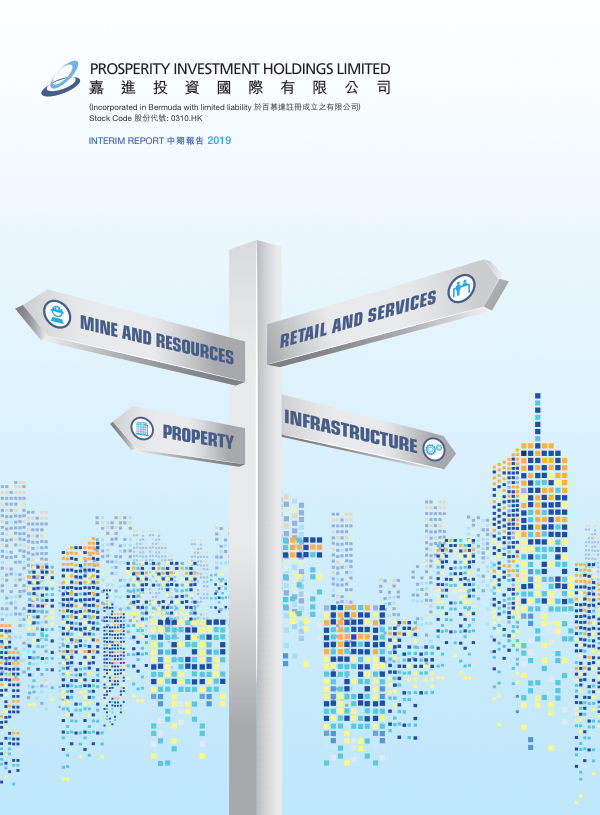 PROSPERITY INVESTMENT HOLDINGS LIMITED
嘉進投資國際有限公司
(Incorporated in Bermuda with limited liability 於百慕達註冊成立之有限公司)
Stock Code 股份代號: 0310.HK
INTERIM REPORT 中期報告 2019
MINE AND RESOURCES
RETAIL AND SERVICES
PROPERTY
INFRASTRUCTURE